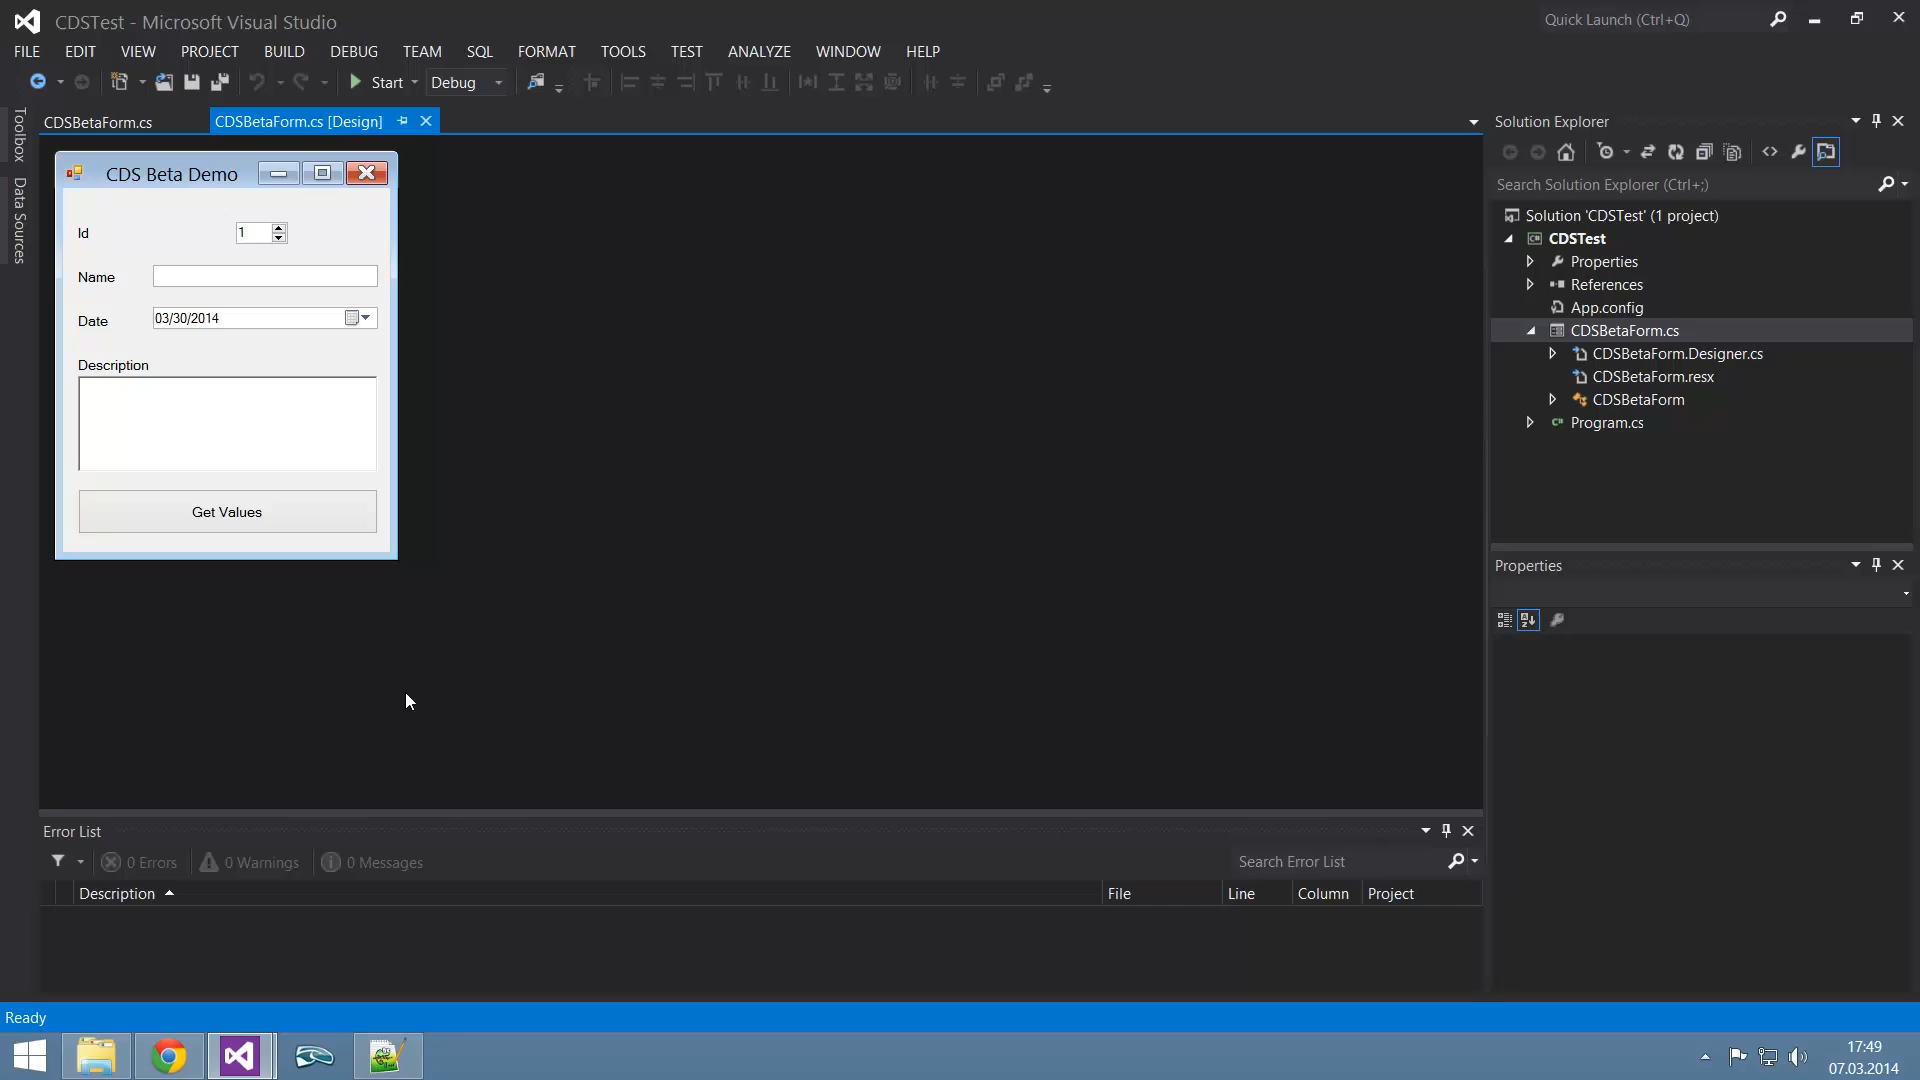 CDSTest - Microsoft Visual Studio
Quick Launch (Ctrl+Q)
FILE EDIT VIEW PROJECT BUILD DEBUG TEAM SQL FORMAT TOOLS TEST ANALYZE WINDOW HELP
Start Debug
Toolbox
Data Sources
CDSBetaForm.cs
CDSBetaForm.cs [Design]
CDS Beta Demo
Id
1
Name
Date
03/30/2014
Description
Get Values
Solution Explorer
Search Solution Explorer (Ctrl+;)
Solution 'CDSTest' (1 project)
CDSTest
Properties
References
App.config
CDSBetaForm.cs
CDSBetaForm.Designer.cs
CDSBetaForm.resx
CDSBetaForm
Program.cs
Properties
Error List
0 Errors
0 Warnings
0 Messages
Search Error List
Description File Line Column Project
Ready
17:49
07.03.2014